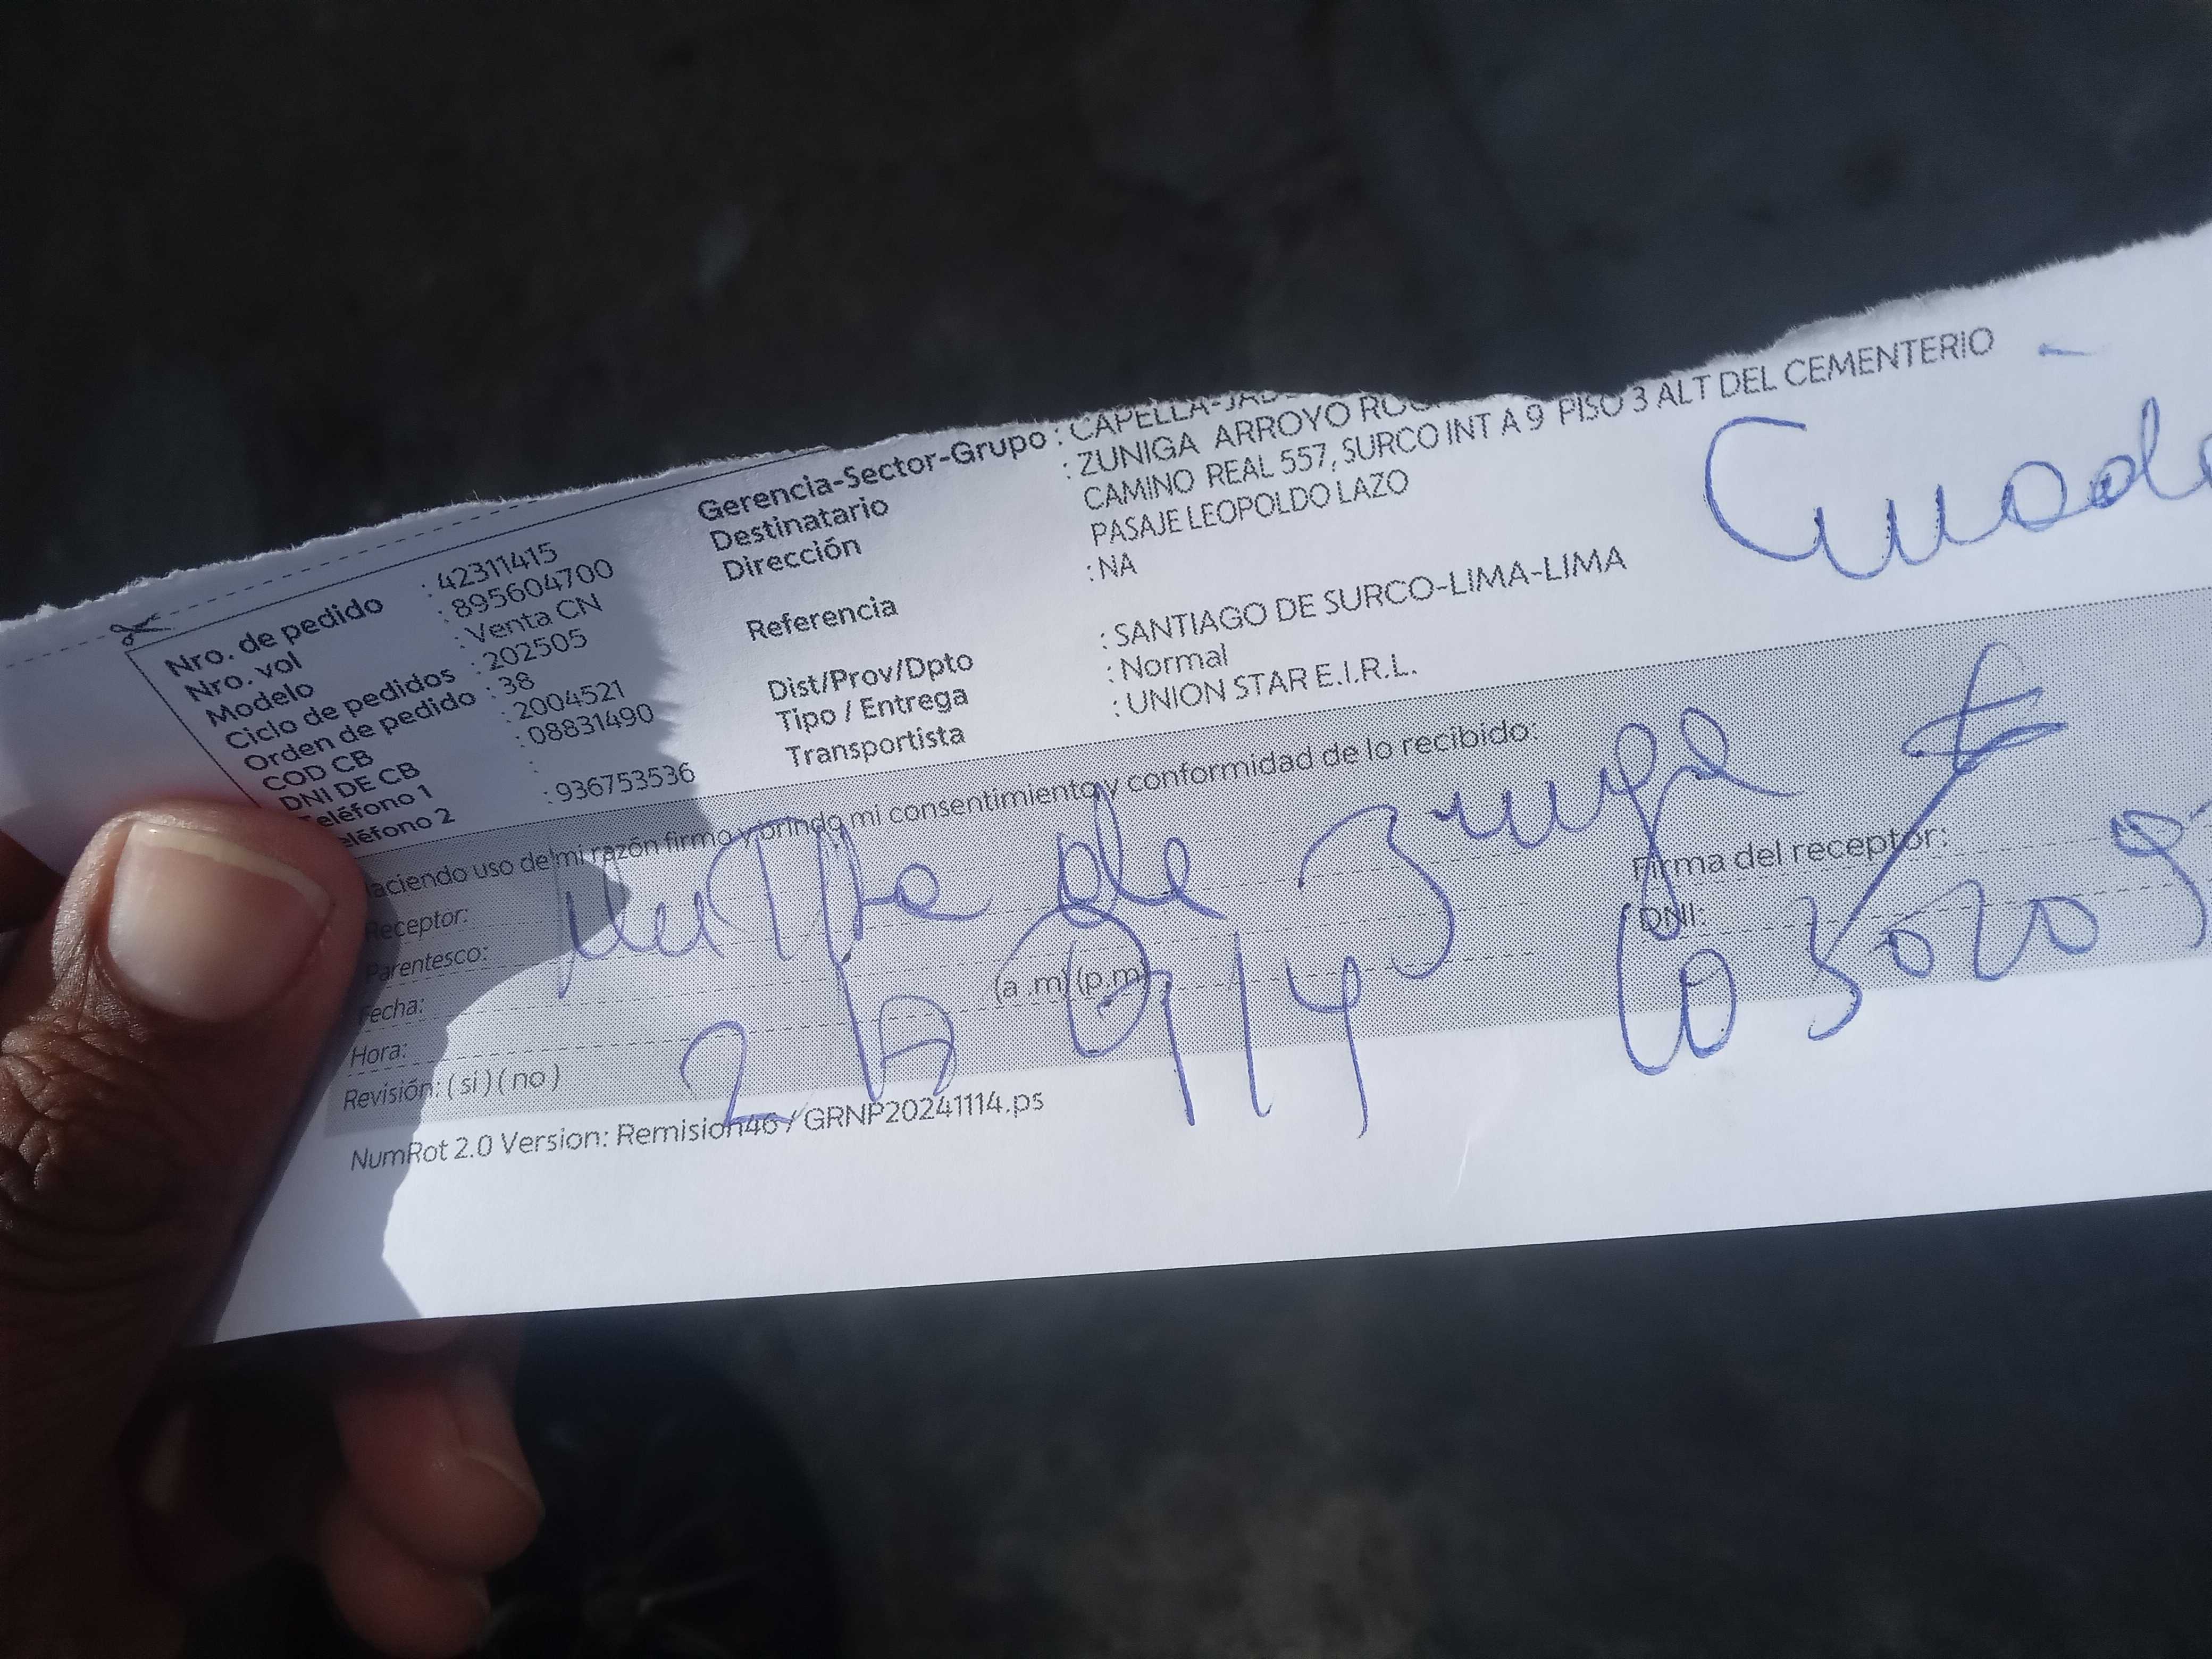 Nro. de pedido : 42311415
Nro. vol : 895604700
Modelo : Venta CN
Ciclo de pedidos : 202505
Orden de pedido : 38
COD CB : 2004521
DNI DE CB : 08831490
Teléfono 1 :
eléfono 2 : 936753536
Gerencia-Sector-Grupo : CAPELLA-JAD
Destinatario : ZUNIGA ARROYO
Dirección CAMINO REAL 557, SURCO INT A 9 PISO 3 ALT DEL CEMENTERIO
PASAJE LEOPOLDO LAZO
Referencia : NA
Dist/Prov/Dpto : SANTIAGO DE SURCO-LIMA-LIMA
Tipo / Entrega : Normal
Transportista : UNION STAR E.I.R.L.
aciendo uso de mi razón firmo y brindo mi consentimiento y conformidad de lo recibido:
Receptor: de
Parentesco:
Fecha:
Hora: (a.m) (p.m)
Revisión: ( si ) ( no )
Firma del receptor:
DNI:
NumRot 2.0 Version: Remision46 / GRNP20241114.ps